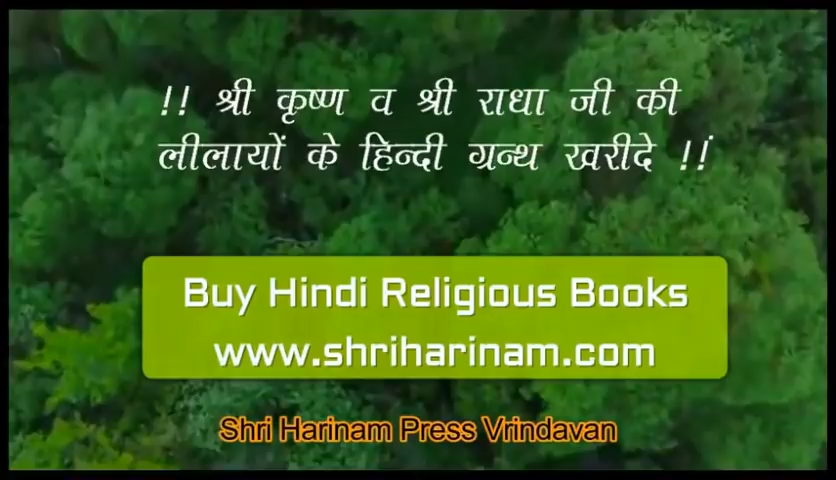 !! श्री कृष्ण व श्री राधा जी की
लीलायों के हिन्दी ग्रन्थ खरीदे !!ं
Buy Hindi Religious Books
www.shriharinam.com
Shri Harinam Press Vrindavan